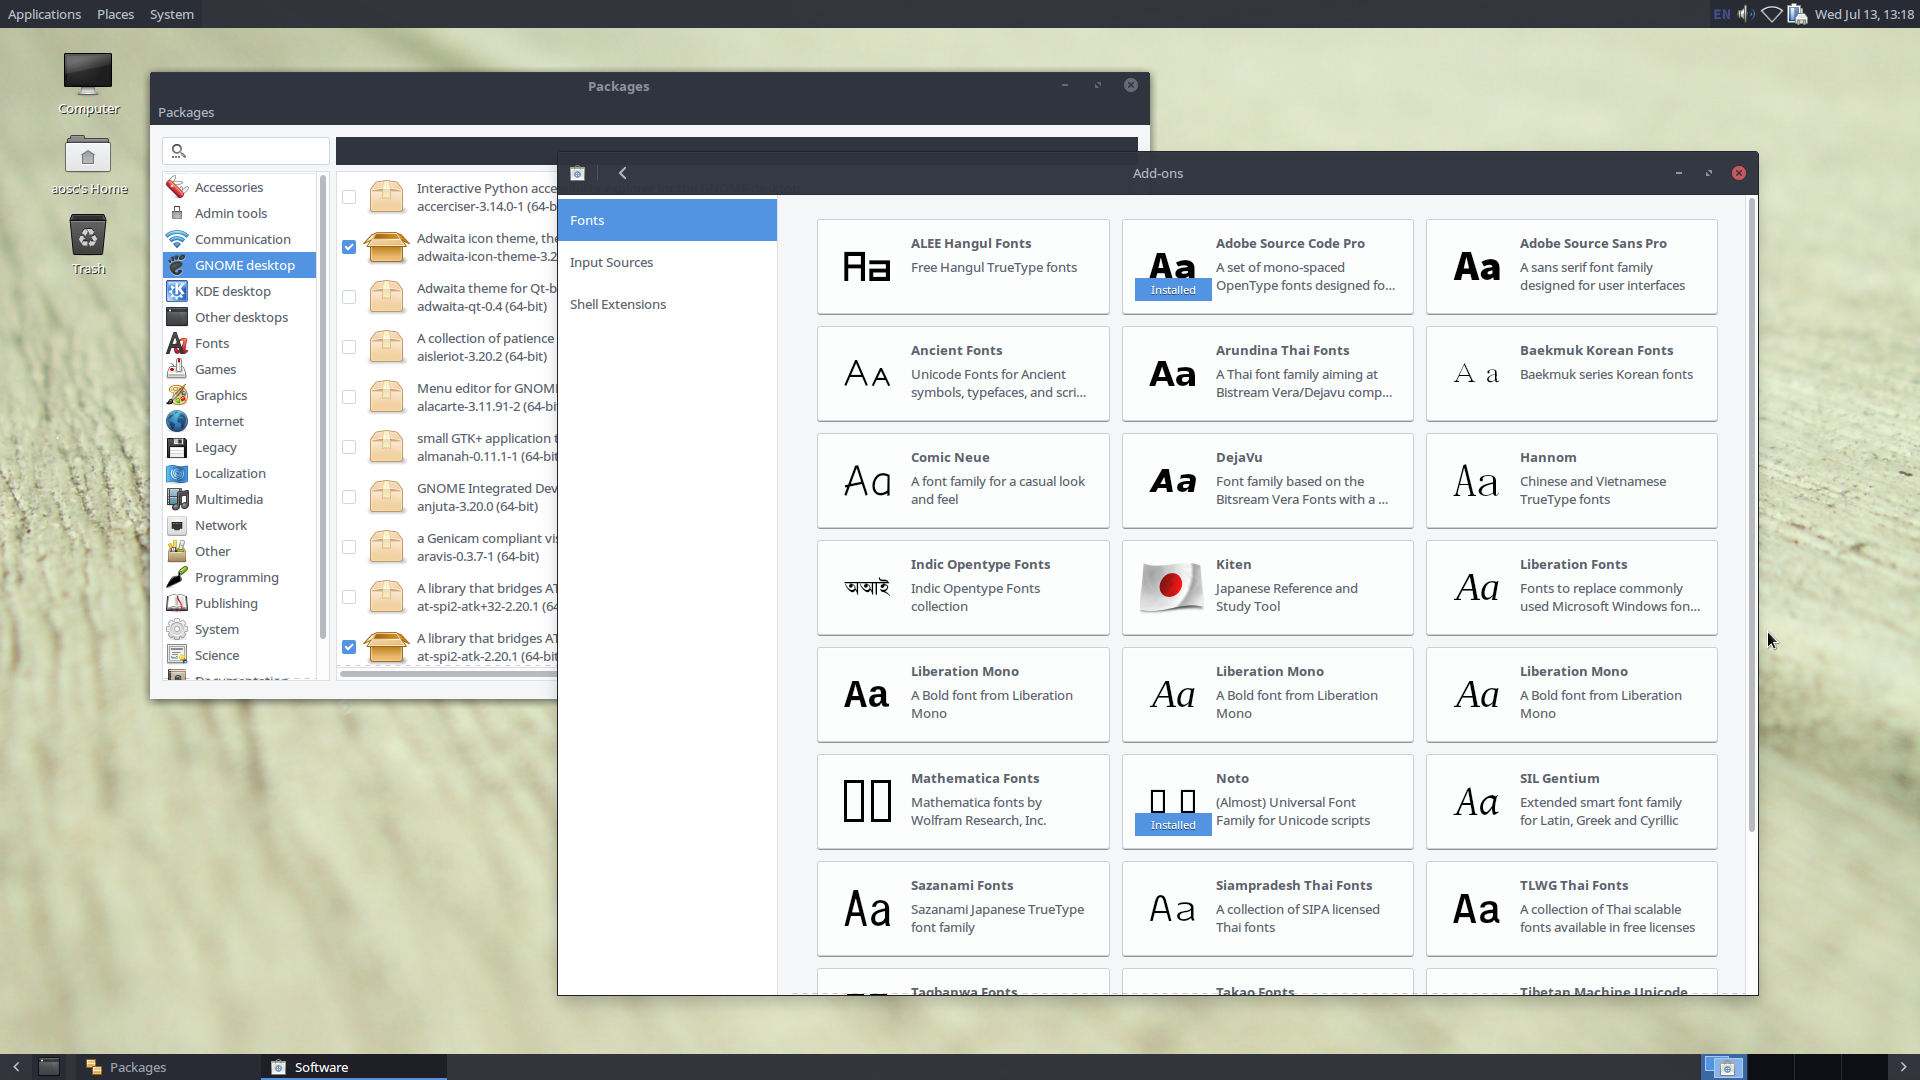 Applications Places System
EN Wed Jul 13, 13:18
Computer
aosc's Home
Trash
Packages
Packages
Accessories
Admin tools
Communication
GNOME desktop
KDE desktop
Other desktops
Fonts
Games
Graphics
Internet
Legacy
Localization
Multimedia
Network
Other
Programming
Publishing
System
Science
Documentation
Interactive Python acce
accerciser-3.14.0-1 (64-b
Adwaita icon theme, the
adwaita-icon-theme-3.2
Adwaita theme for Qt-b
adwaita-qt-0.4 (64-bit)
A collection of patience
aisleriot-3.20.2 (64-bit)
Menu editor for GNOM
alacarte-3.11.91-2 (64-bi
small GTK+ application t
almanah-0.11.1-1 (64-bit
GNOME Integrated Dev
anjuta-3.20.0 (64-bit)
a Genicam compliant vis
aravis-0.3.7-1 (64-bit)
A library that bridges AT
at-spi2-atk+32-2.20.1 (64
A library that bridges AT
at-spi2-atk-2.20.1 (64-bit
Add-ons
Fonts
Input Sources
Shell Extensions
Aa
ALEE Hangul Fonts
Free Hangul TrueType fonts
Aa
Installed
Adobe Source Code Pro
A set of mono-spaced
OpenType fonts designed fo...
Aa
Adobe Source Sans Pro
A sans serif font family
designed for user interfaces
Aa
Ancient Fonts
Unicode Fonts for Ancient
symbols, typefaces, and scri...
Aa
Arundina Thai Fonts
A Thai font family aiming at
Bistream Vera/Dejavu comp...
Aa
Baekmuk Korean Fonts
Baekmuk series Korean fonts
Aa
Comic Neue
A font family for a casual look
and feel
Aa
DejaVu
Font family based on the
Bitsream Vera Fonts with a ...
Aa
Hannom
Chinese and Vietnamese
TrueType fonts
অআই
Indic Opentype Fonts
Indic Opentype Fonts
collection
Kiten
Japanese Reference and
Study Tool
Aa
Liberation Fonts
Fonts to replace commonly
used Microsoft Windows fon...
Aa
Liberation Mono
A Bold font from Liberation
Mono
Aa
Liberation Mono
A Bold font from Liberation
Mono
Aa
Liberation Mono
A Bold font from Liberation
Mono
Mathematica Fonts
Mathematica fonts by
Wolfram Research, Inc.
Installed
Noto
(Almost) Universal Font
Family for Unicode scripts
Aa
SIL Gentium
Extended smart font family
for Latin, Greek and Cyrillic
Aa
Sazanami Fonts
Sazanami Japanese TrueType
font family
Aa
Siampradesh Thai Fonts
A collection of SIPA licensed
Thai fonts
Aa
TLWG Thai Fonts
A collection of Thai scalable
fonts available in free licenses
Tagbanwa Fonts
Takao Fonts
Tibetan Machine Unicode
Packages
Software